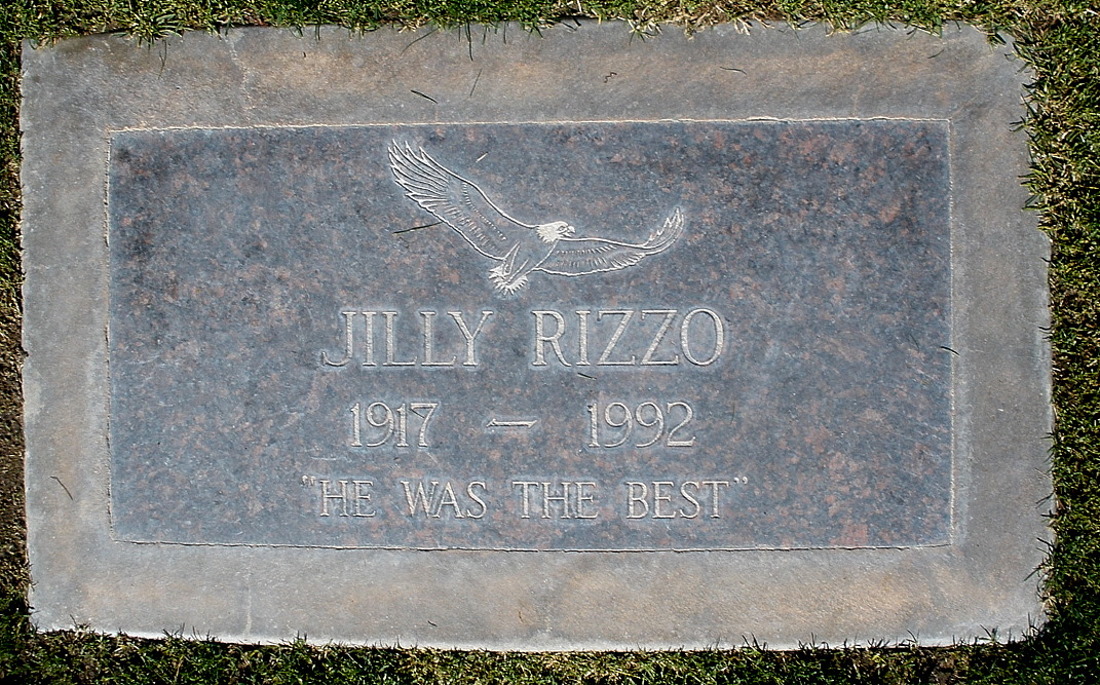 JILLY RIZZO
1917 — 1992
"HE WAS THE BEST"